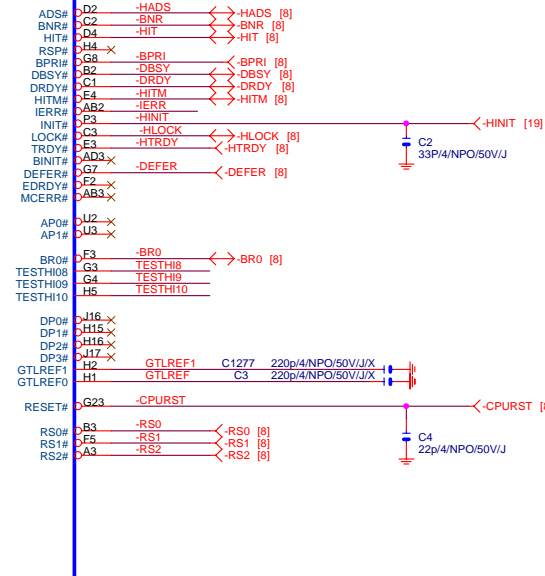 ADS# D2 -HADS -HADS [8]
BNR# C2 -BNR -BNR [8]
HIT# D4 -HIT -HIT [8]
RSP# H4
BPRI# G8 -BPRI -BPRI [8]
DBSY# B2 -DBSY -DBSY [8]
DRDY# C1 -DRDY -DRDY [8]
HITM# E4 -HITM -HITM [8]
IERR# AB2 -IERR
INIT# P3 -HINIT -HINIT [19]
LOCK# C3 -HLOCK -HLOCK [8]
TRDY# E3 -HTRDY -HTRDY [8]
BINIT# AD3
DEFER# G7 -DEFER -DEFER [8]
EDRDY# F2
MCERR# AB3
C2
33P/4/NPO/50V/J
AP0# U2
AP1# U3
BR0# F3 -BR0 -BR0 [8]
TESTHI08 G3 TESTHI8
TESTHI09 G4 TESTHI9
TESTHI10 H5 TESTHI10
DP0# J16
DP1# H15
DP2# H16
DP3# J17
GTLREF1 H2 GTLREF1 C1277 220p/4/NPO/50V/J/X
GTLREF0 H1 GTLREF C3 220p/4/NPO/50V/J/X
RESET# G23 -CPURST -CPURST [8
RS0# B3 -RS0 -RS0 [8]
RS1# F5 -RS1 -RS1 [8]
RS2# A3 -RS2 -RS2 [8]
C4
22p/4/NPO/50V/J